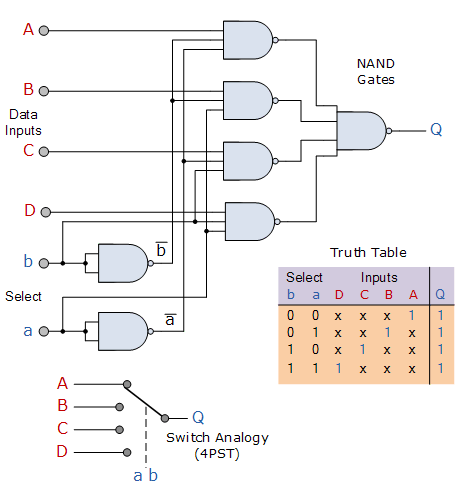 A
B
Data
Inputs
C
D
b
Select
a
b
a
NAND
Gates
Q
Truth Table
Select Inputs
b a D C B A Q
0 0 x x x 1 1
0 1 x x 1 x 1
1 0 x 1 x x 1
1 1 1 x x x 1
A
B
C
D
Q
Switch Analogy
(4PST)
a b